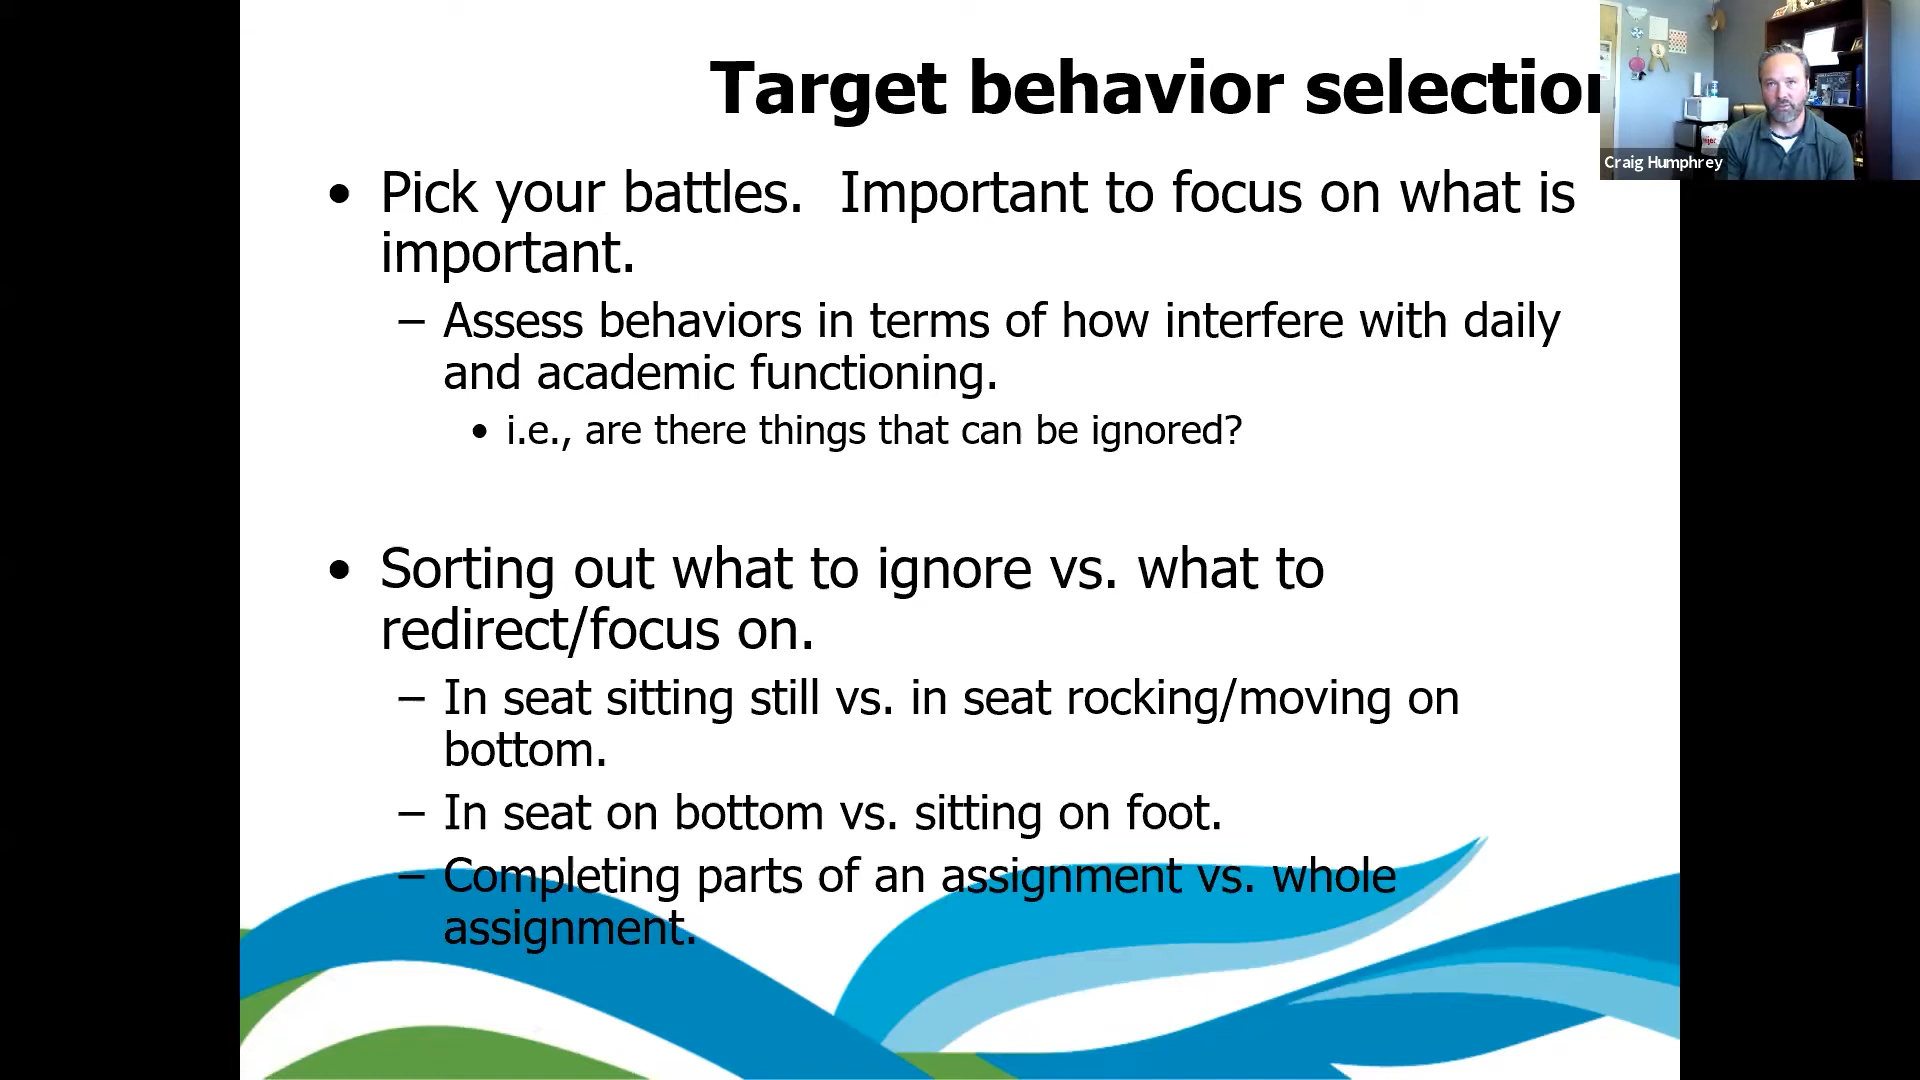 Target behavior selection
Craig Humphrey
• Pick your battles.  Important to focus on what is
important.
– Assess behaviors in terms of how interfere with daily
and academic functioning.
• i.e., are there things that can be ignored?
• Sorting out what to ignore vs. what to
redirect/focus on.
– In seat sitting still vs. in seat rocking/moving on
bottom.
– In seat on bottom vs. sitting on foot.
– Completing parts of an assignment vs. whole
assignment.